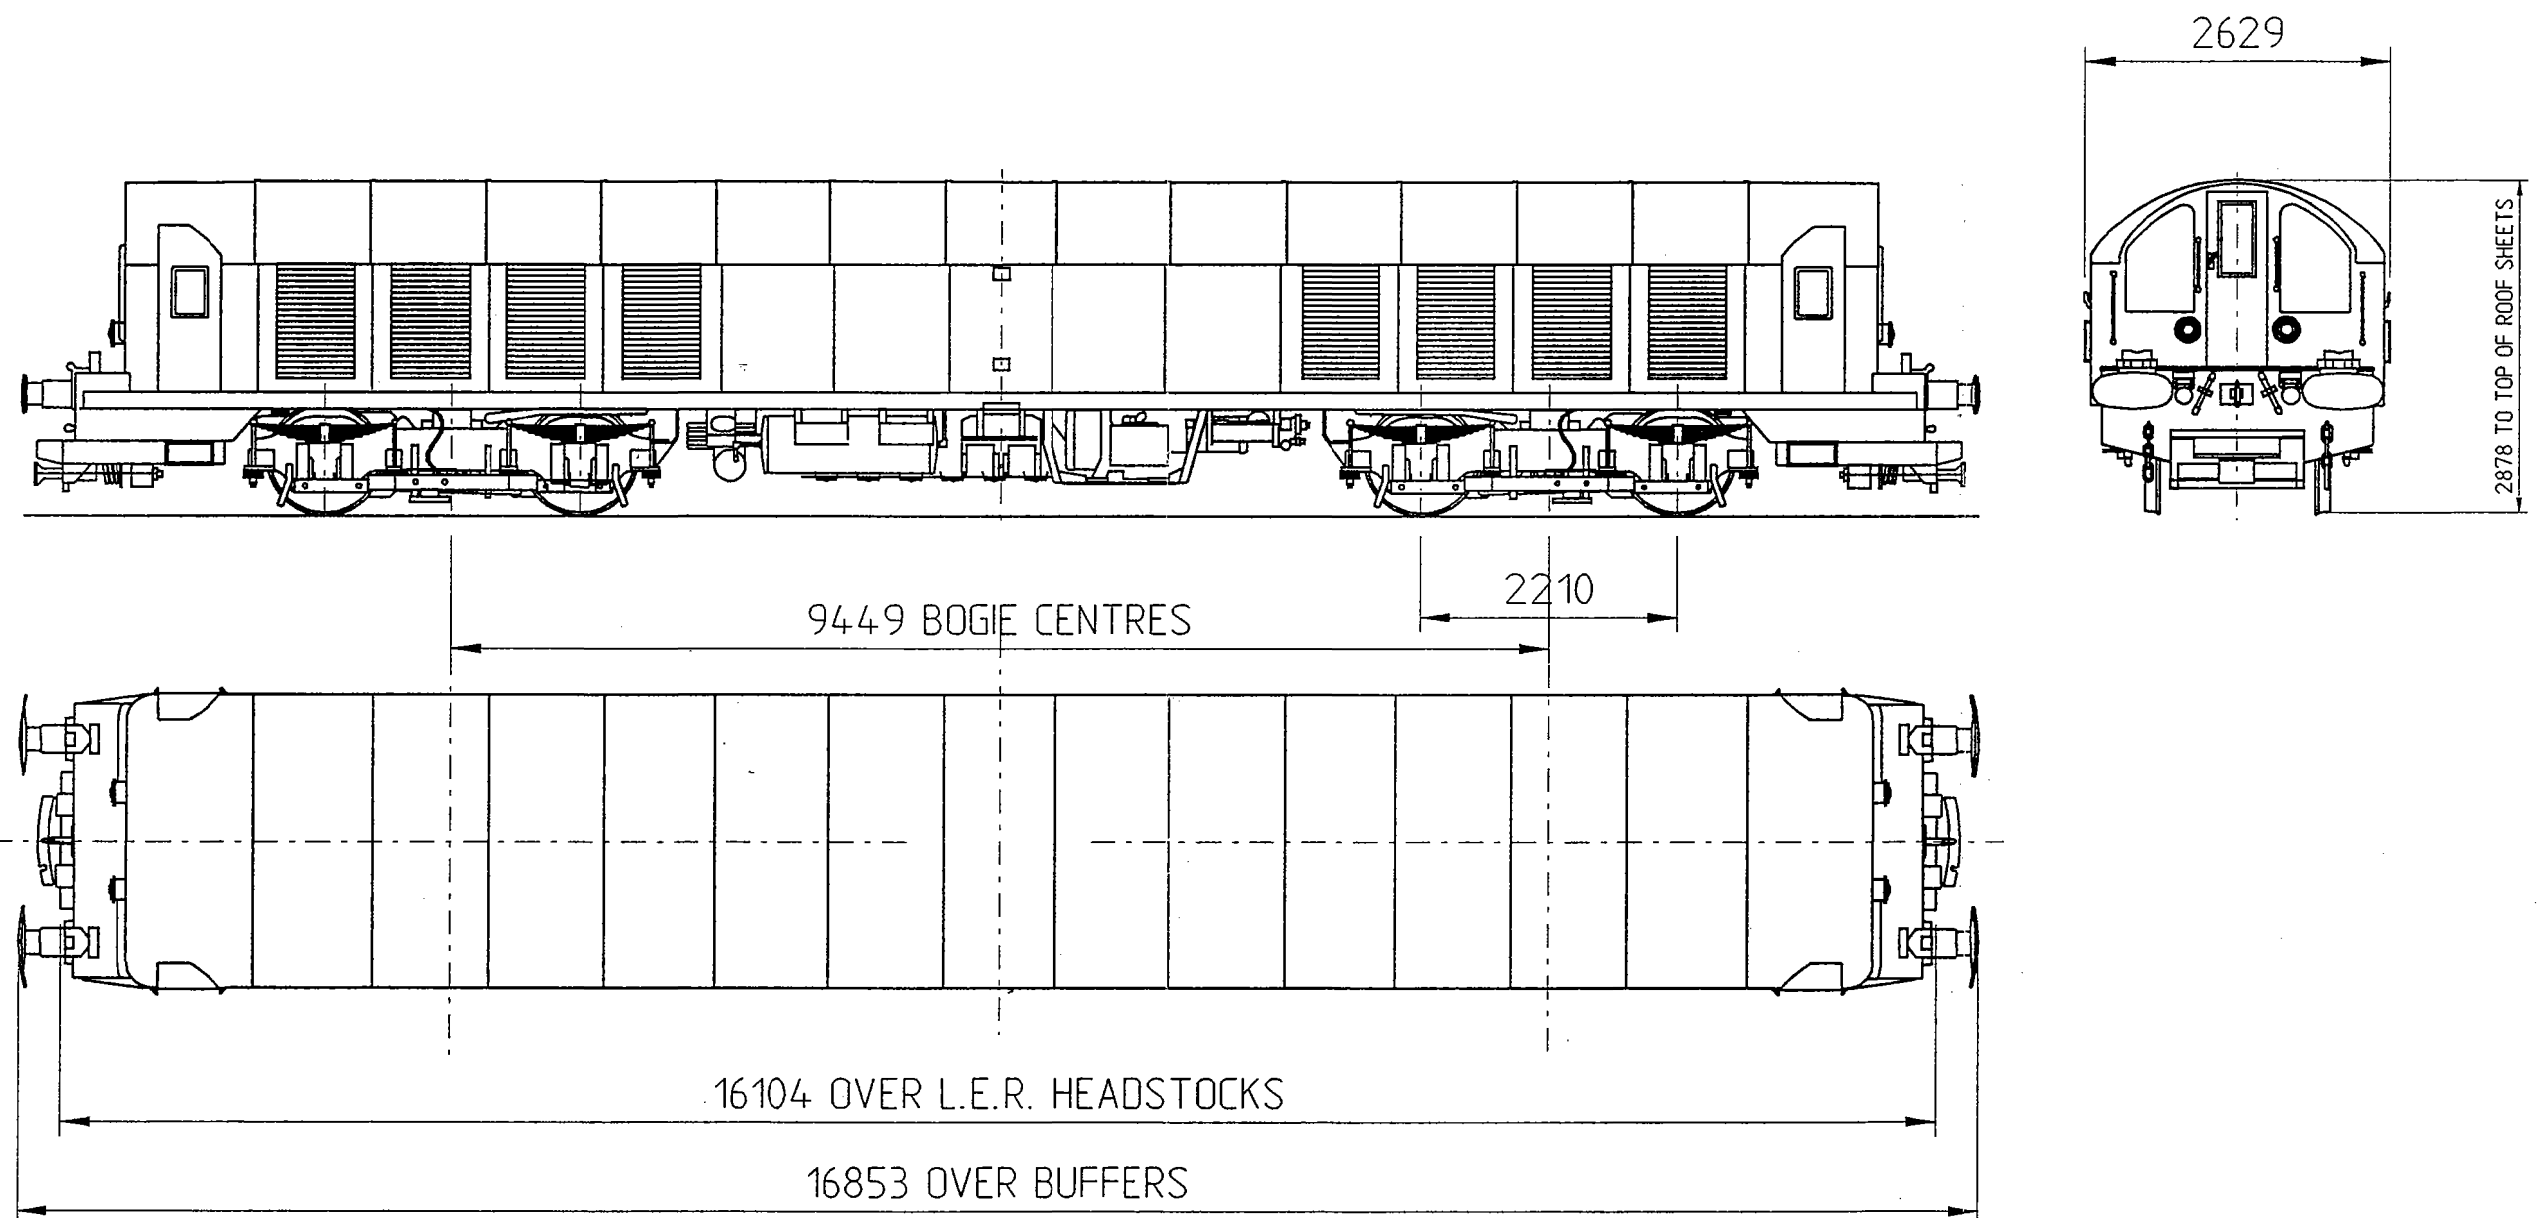 2629
2878 TO TOP OF ROOF SHEETS
2210
9449 BOGIE CENTRES
16104 OVER L.E.R. HEADSTOCKS
16853 OVER BUFFERS